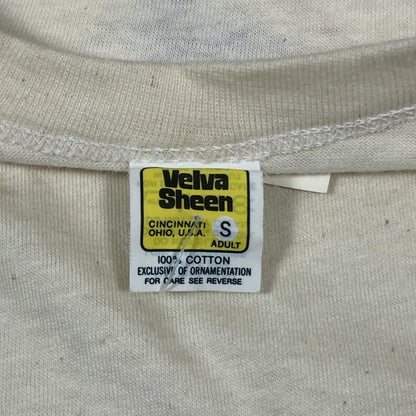 Velva
Sheen
CINCINNATI
OHIO, U.S.A.
S
ADULT
100% COTTON
EXCLUSIVE OF ORNAMENTATION
FOR CARE SEE REVERSE